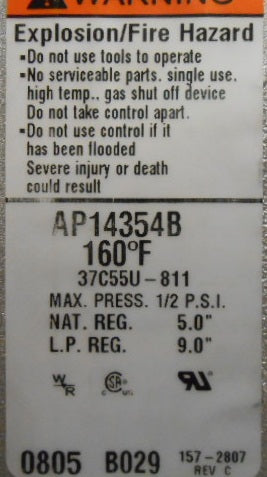 WARNING
Explosion/Fire Hazard
▪Do not use tools to operate
▪No serviceable parts. single use.
high temp.. gas shut off device
Do not take control apart.
▪Do not use control if it
has been flooded
Severe injury or death
could result
AP14354B
160°F
37C55U-811
MAX. PRESS. 1/2 P.S.I.
NAT. REG. 5.0"
L.P. REG. 9.0"
W/R C SA US RU
0805 B029 157-2807
REV C